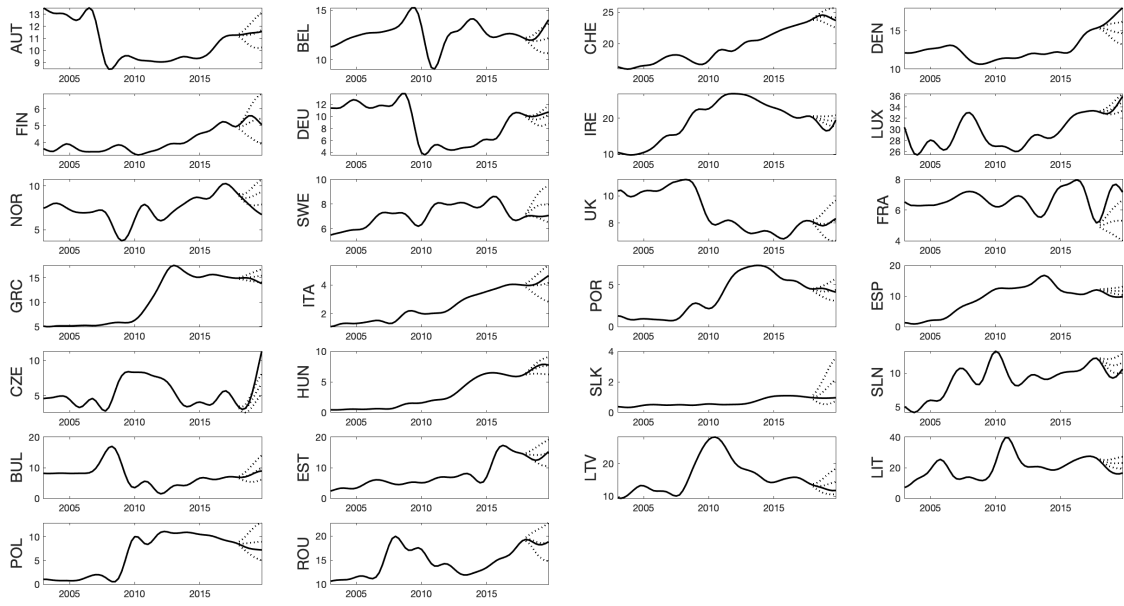 AUT 13 12 11 10 9 2005 2010 2015
BEL 15 10 2005 2010 2015
CHE 25 20 2005 2010 2015
DEN 15 10 2005 2010 2015
FIN 6 5 4 2005 2010 2015
DEU 12 10 8 6 4 2005 2010 2015
IRE 20 15 10 2005 2010 2015
LUX 36 34 32 30 28 26 2005 2010 2015
NOR 10 5 2005 2010 2015
SWE 10 8 6 2005 2010 2015
UK 10 8 2005 2010 2015
FRA 8 6 4 2005 2010 2015
GRC 15 10 5 2005 2010 2015
ITA 4 2 2005 2010 2015
POR 5 0 2005 2010 2015
ESP 20 10 0 2005 2010 2015
CZE 10 5 2005 2010 2015
HUN 10 5 0 2005 2010 2015
SLK 4 2 0 2005 2010 2015
SLN 10 5 2005 2010 2015
BUL 20 10 0 2005 2010 2015
EST 20 15 10 5 0 2005 2010 2015
LTV 20 10 2005 2010 2015
LIT 40 20 0 2005 2010 2015
POL 10 5 0 2005 2010 2015
ROU 20 15 10 2005 2010 2015